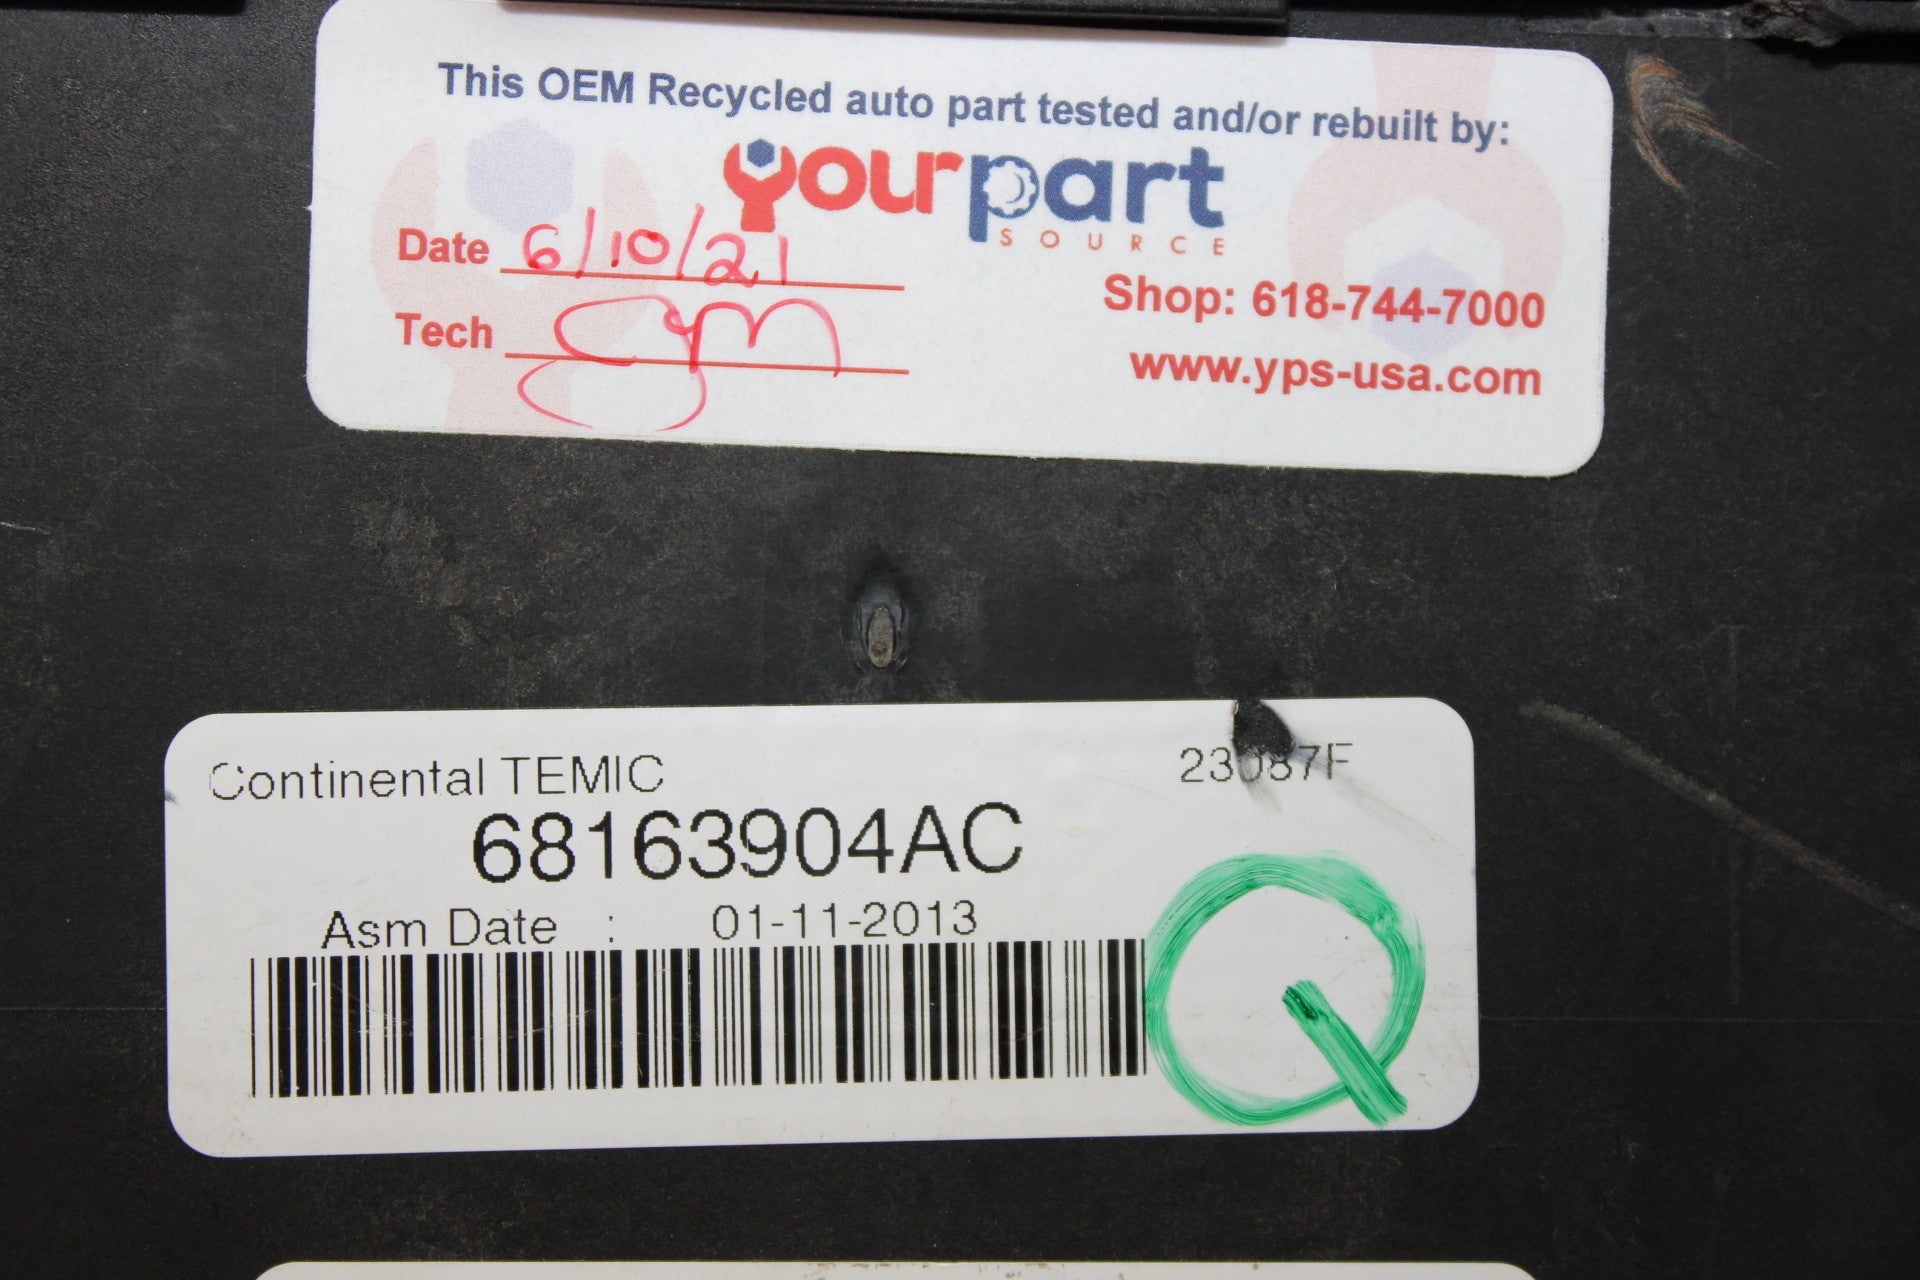 This OEM Recycled auto part tested and/or rebuilt by:
yourpart
SOURCE
Date 6/10/21
Tech
Shop: 618-744-7000
www.yps-usa.com
Continental TEMIC 23087F
68163904AC
Asm Date : 01-11-2013
Q